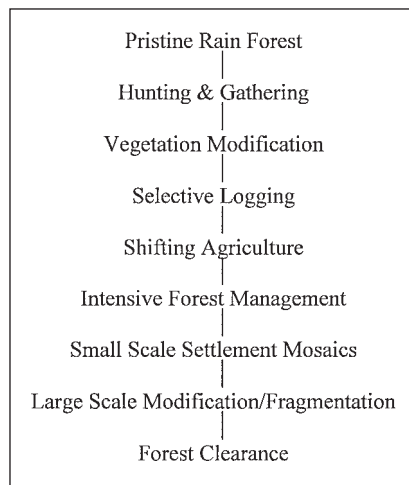 Pristine Rain Forest
Hunting & Gathering
Vegetation Modification
Selective Logging
Shifting Agriculture
Intensive Forest Management
Small Scale Settlement Mosaics
Large Scale Modification/Fragmentation
Forest Clearance